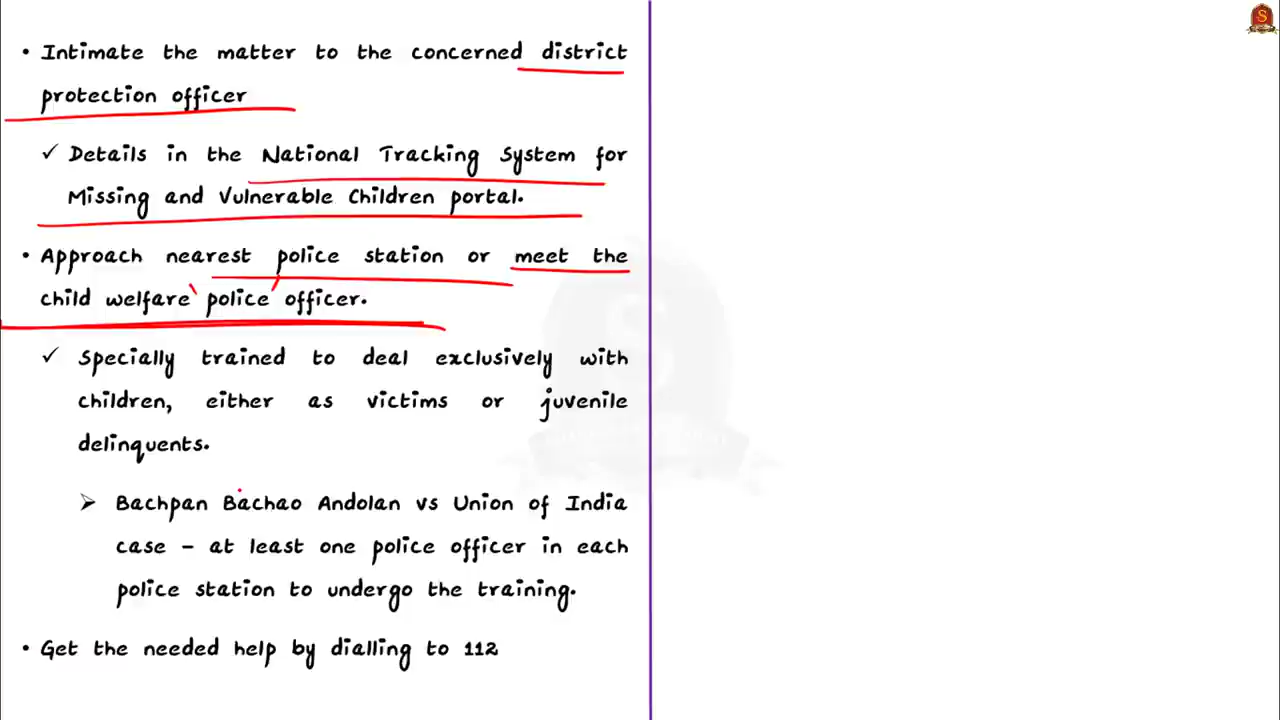 • Intimate the matter to the concerned district
protection officer
✓ Details in the National Tracking System for
Missing and Vulnerable Children portal.
• Approach nearest police station or meet the
child welfare police officer.
✓ Specially trained to deal exclusively with
children, either as victims or juvenile
delinquents.
➢ Bachpan Bachao Andolan vs Union of India
case – at least one police officer in each
police station to undergo the training.
• Get the needed help by dialling to 112